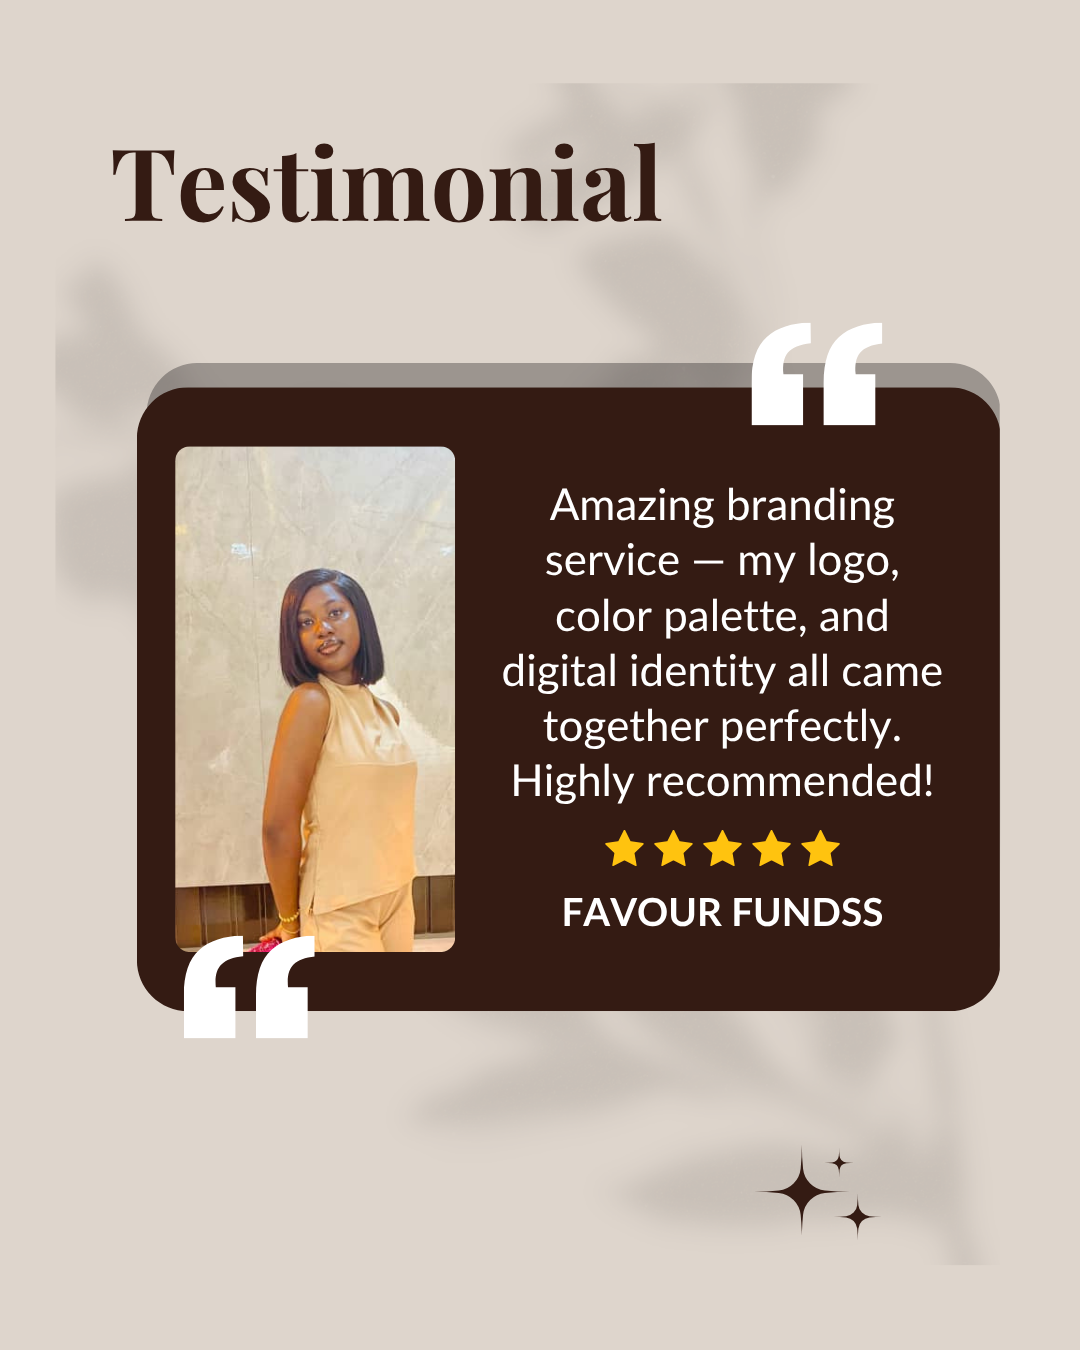 Testimonial
Amazing branding
service — my logo,
color palette, and
digital identity all came
together perfectly.
Highly recommended!
FAVOUR FUNDSS